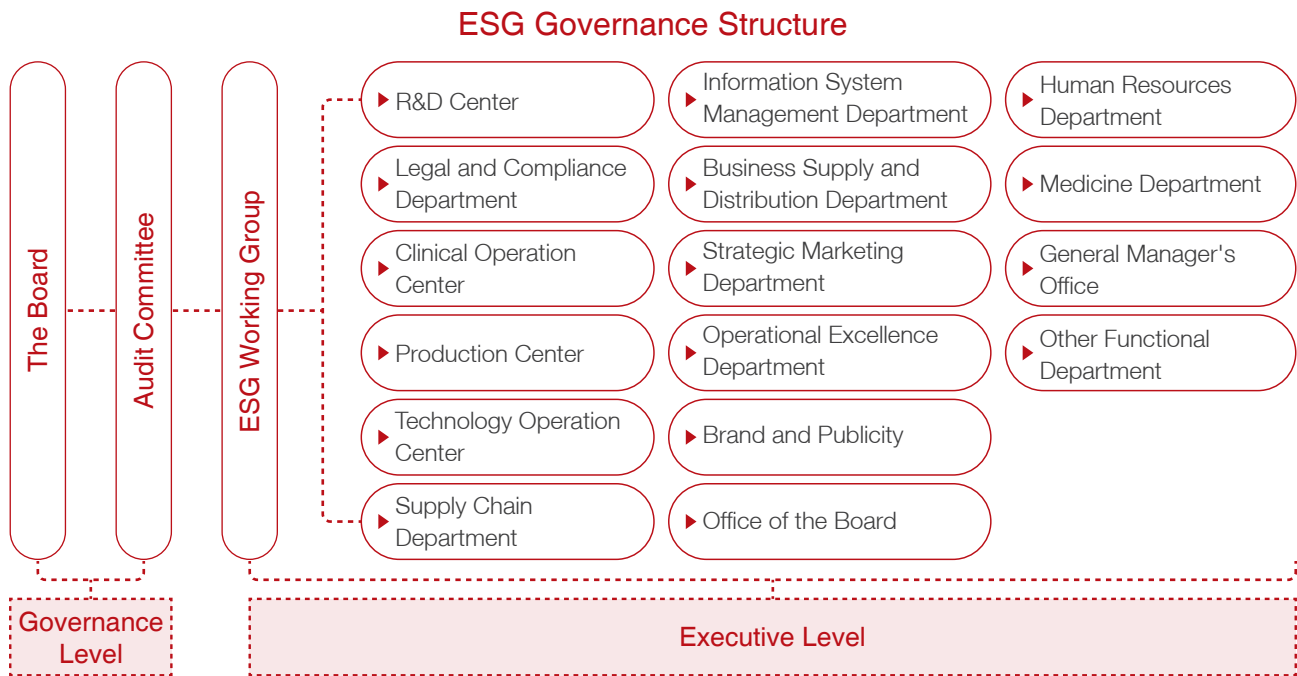 ESG Governance Structure
The Board
Audit Committee
ESG Working Group
R&D Center
Legal and Compliance
Department
Clinical Operation
Center
Production Center
Technology Operation
Center
Supply Chain
Department
Information System
Management Department
Business Supply and
Distribution Department
Strategic Marketing
Department
Operational Excellence
Department
Brand and Publicity
Office of the Board
Human Resources
Department
Medicine Department
General Manager's
Office
Other Functional
Department
Governance
Level
Executive Level